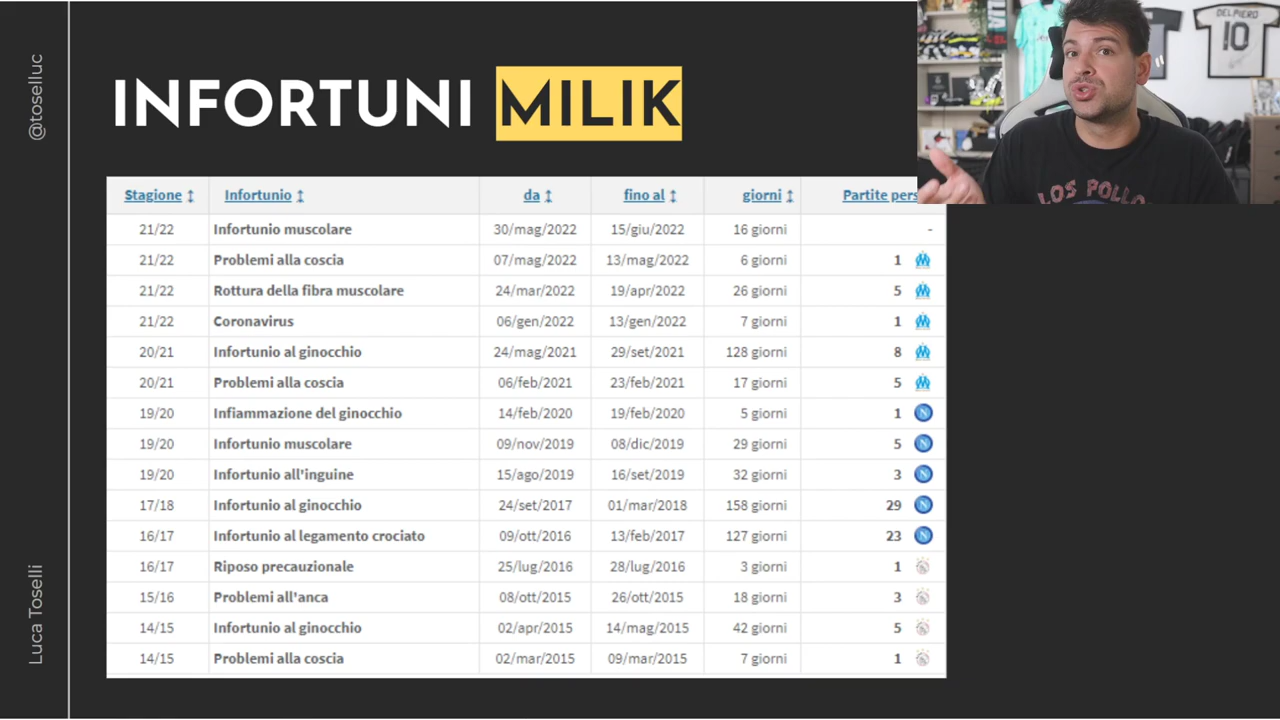 @toselluc
Luca Toselli
INFORTUNI MILIK
Stagione Infortunio da fino al giorni Partite pers
21/22 Infortunio muscolare 30/mag/2022 15/giu/2022 16 giorni -
21/22 Problemi alla coscia 07/mag/2022 13/mag/2022 6 giorni 1
21/22 Rottura della fibra muscolare 24/mar/2022 19/apr/2022 26 giorni 5
21/22 Coronavirus 06/gen/2022 13/gen/2022 7 giorni 1
20/21 Infortunio al ginocchio 24/mag/2021 29/set/2021 128 giorni 8
20/21 Problemi alla coscia 06/feb/2021 23/feb/2021 17 giorni 5
19/20 Infiammazione del ginocchio 14/feb/2020 19/feb/2020 5 giorni 1
19/20 Infortunio muscolare 09/nov/2019 08/dic/2019 29 giorni 5
19/20 Infortunio all'inguine 15/ago/2019 16/set/2019 32 giorni 3
17/18 Infortunio al ginocchio 24/set/2017 01/mar/2018 158 giorni 29
16/17 Infortunio al legamento crociato 09/ott/2016 13/feb/2017 127 giorni 23
16/17 Riposo precauzionale 25/lug/2016 28/lug/2016 3 giorni 1
15/16 Problemi all'anca 08/ott/2015 26/ott/2015 18 giorni 3
14/15 Infortunio al ginocchio 02/apr/2015 14/mag/2015 42 giorni 5
14/15 Problemi alla coscia 02/mar/2015 09/mar/2015 7 giorni 1
DEL PIERO
10
LOS POLLO